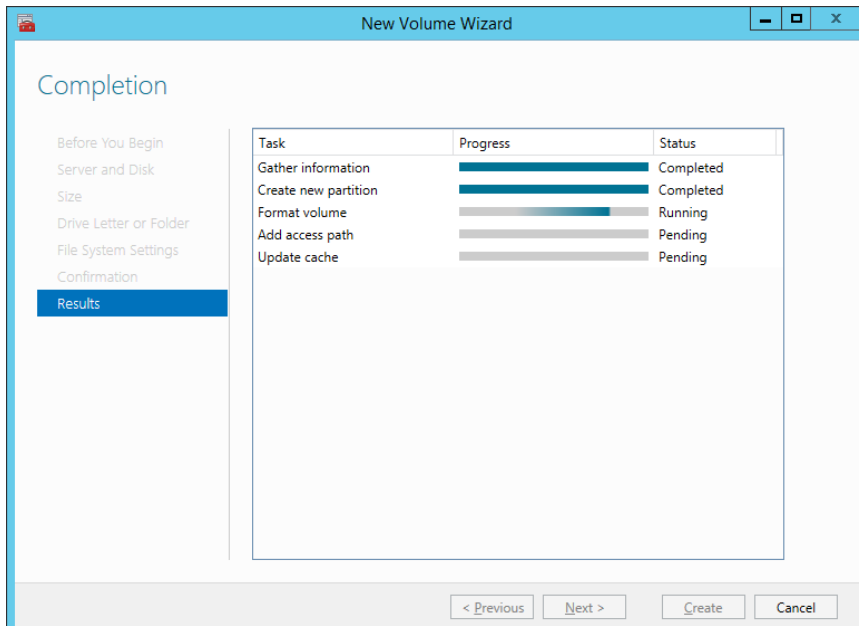 New Volume Wizard
Completion
Before You Begin
Server and Disk
Size
Drive Letter or Folder
File System Settings
Confirmation
Results
Task Progress Status
Gather information Completed
Create new partition Completed
Format volume Running
Add access path Pending
Update cache Pending
< Previous Next > Create Cancel